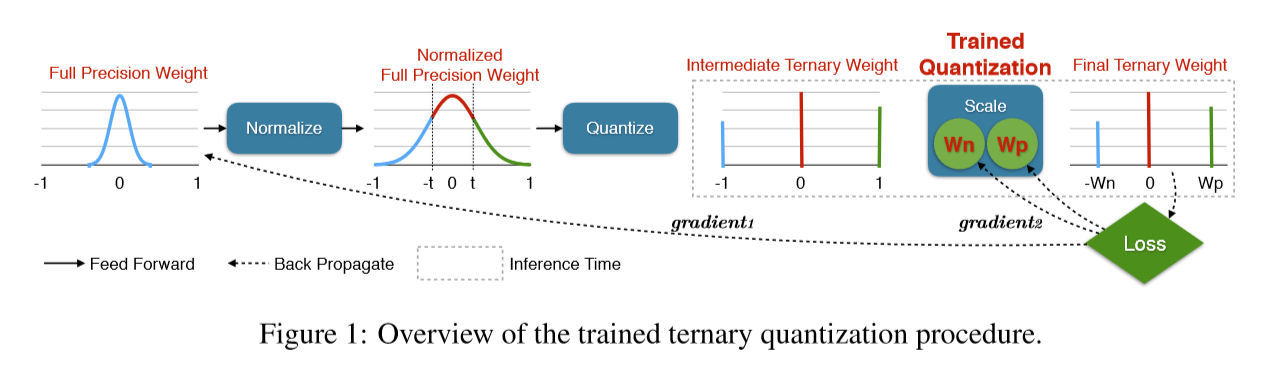 Full Precision Weight
-1 0 1
Normalize
Normalized
Full Precision Weight
-1 -t 0 t 1
Quantize
Intermediate Ternary Weight
-1 0 1
Trained
Quantization
Scale
Wn Wp
Final Ternary Weight
-Wn 0 Wp
gradient1
gradient2
Loss
Feed Forward
Back Propagate
Inference Time
Figure 1: Overview of the trained ternary quantization procedure.